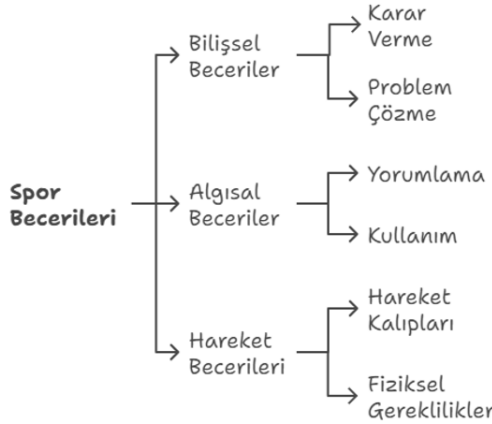 Spor
Becerileri
Bilişsel
Beceriler
Karar
Verme
Problem
Çözme
Algısal
Beceriler
Yorumlama
Kullanım
Hareket
Becerileri
Hareket
Kalıpları
Fiziksel
Gereklilikler